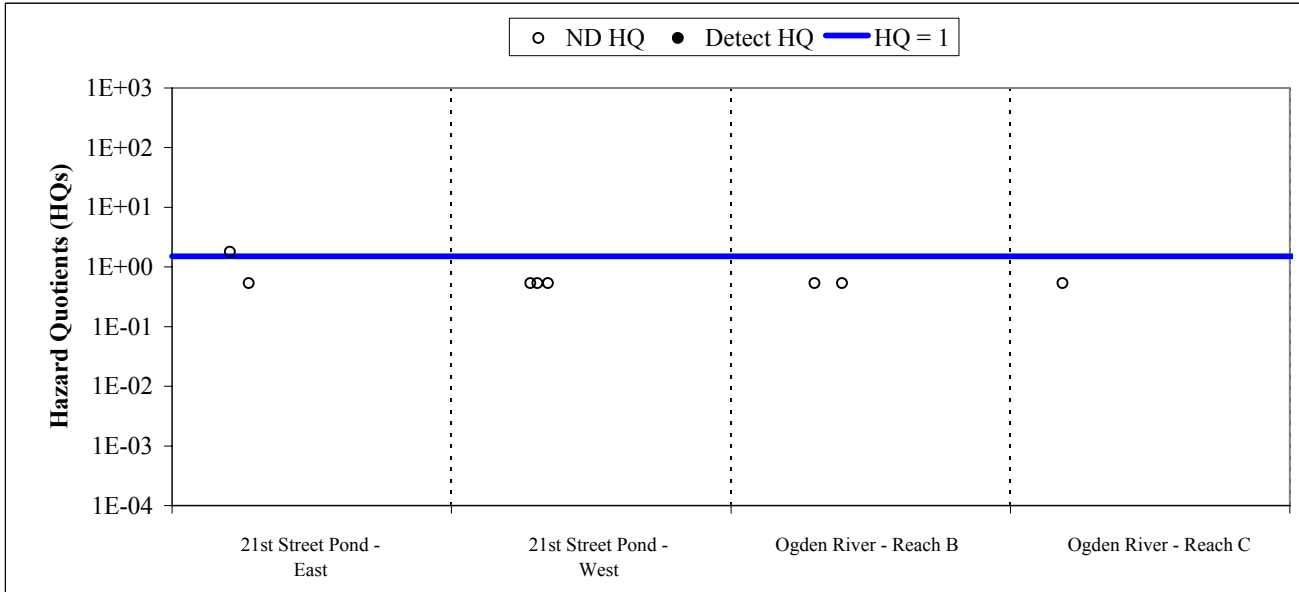 ND HQ Detect HQ HQ = 1
Hazard Quotients (HQs)
1E+03
1E+02
1E+01
1E+00
1E-01
1E-02
1E-03
1E-04
21st Street Pond -
East
21st Street Pond -
West
Ogden River - Reach B
Ogden River - Reach C